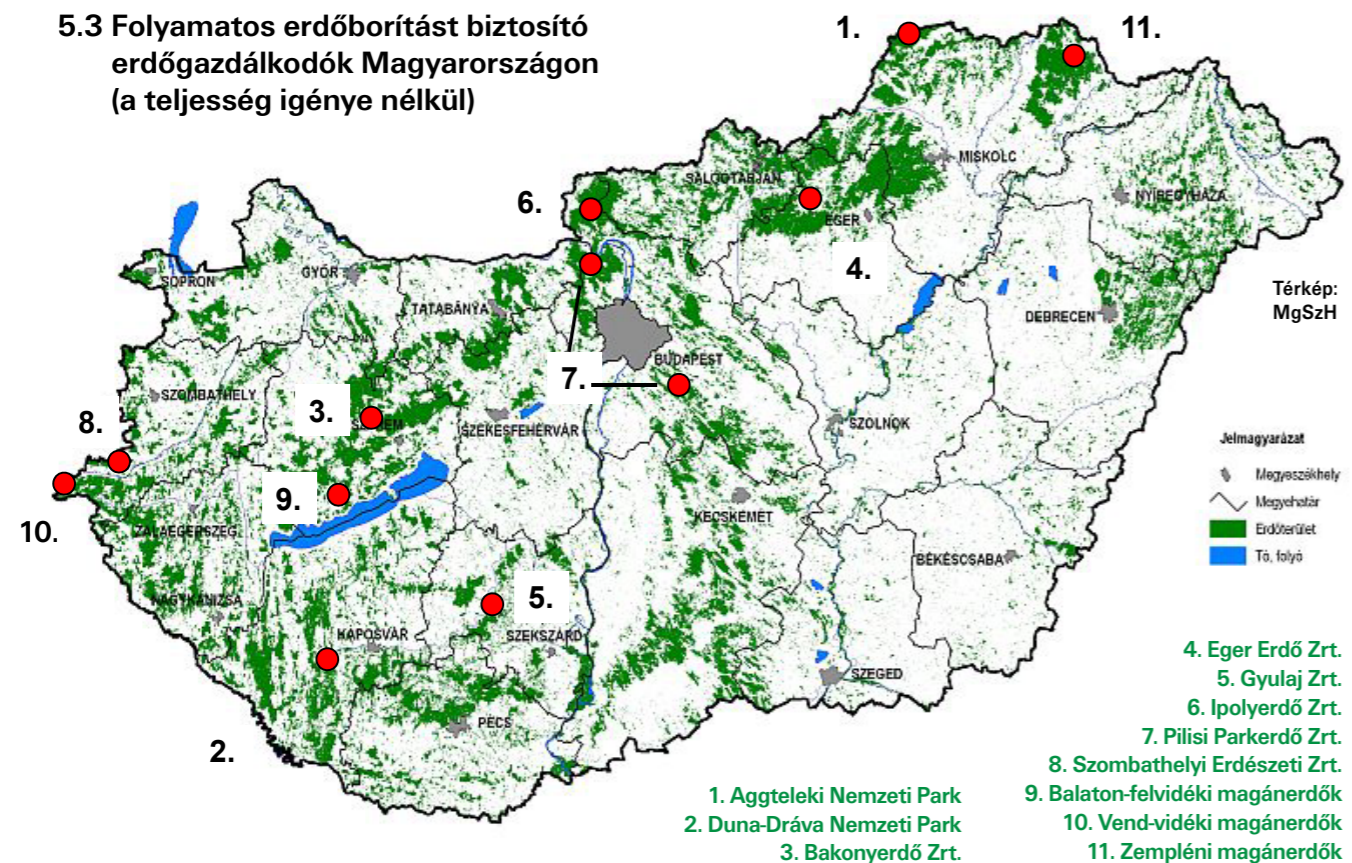 5.3 Folyamatos erdőborítást biztosító
erdőgazdálkodók Magyarországon
(a teljesség igénye nélkül)
1.
11.
MISKOLC
SALGÓTARJÁN
NYÍREGYHÁZA
6.
EGER
4.
SOPRON
GYŐR
TATABÁNYA
DEBRECEN
Térkép:
MgSzH
BUDAPEST
7.
SZOMBATHELY
3.
SZÉKESFEHÉRVÁR
SZOLNOK
8.
9.
10.
ZALAEGERSZEG
KECSKEMÉT
BÉKÉSCSABA
Jelmagyarázat
Megyeszékhely
Megyehatár
Erdőterület
Tó, folyó
NAGYKANIZSA
5.
KAPOSVÁR
SZEKSZÁRD
SZEGED
PÉCS
2.
1. Aggteleki Nemzeti Park
2. Duna-Dráva Nemzeti Park
3. Bakonyerdő Zrt.
4. Eger Erdő Zrt.
5. Gyulaj Zrt.
6. Ipolyerdő Zrt.
7. Pilisi Parkerdő Zrt.
8. Szombathelyi Erdészeti Zrt.
9. Balaton-felvidéki magánerdők
10. Vend-vidéki magánerdők
11. Zempléni magánerdők